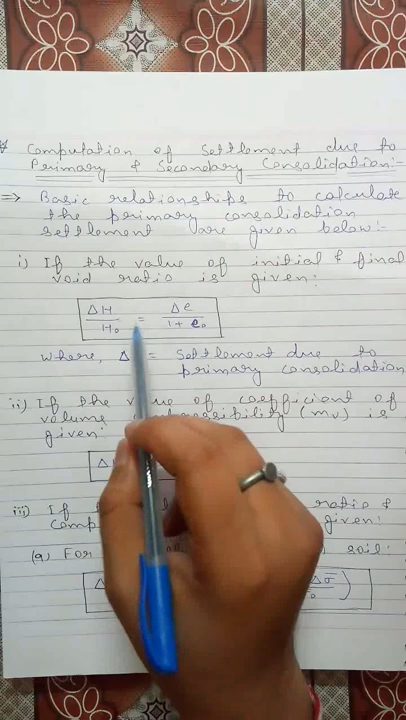 Computation of Settlement due to
Primary & Secondary Consolidation:-
⇒ Basic relationships to calculate
the primary consolidation
settlement are given below:-
i) If the value of initial & final
void ratio is given:
ΔH/H₀ = Δe/1+e₀
where, Δ = Settlement due to
primary consolidation
ii) If the value of coefficient of
volume (mv) is
given:
Δ
iii) If ratio &
given:
(a) For soil:
Δ Δσ )